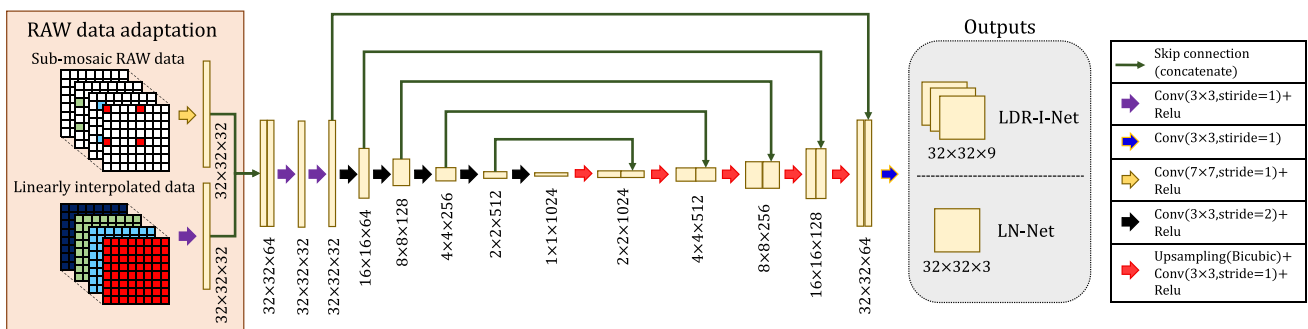 RAW data adaptation
Sub-mosaic RAW data
32×32×32
Linearly interpolated data
32×32×32
32×32×64
32×32×32
32×32×32
16×16×64
8×8×128
4×4×256
2×2×512
1×1×1024
2×2×1024
4×4×512
8×8×256
16×16×128
32×32×64
Outputs
LDR-I-Net
32×32×9
LN-Net
32×32×3
Skip connection
(concatenate)
Conv(3×3,stiride=1)+
Relu
Conv(3×3,stiride=1)
Conv(7×7,stride=1)+
Relu
Conv(3×3,stride=2)+
Relu
Upsampling(Bicubic)+
Conv(3×3,stride=1)+
Relu